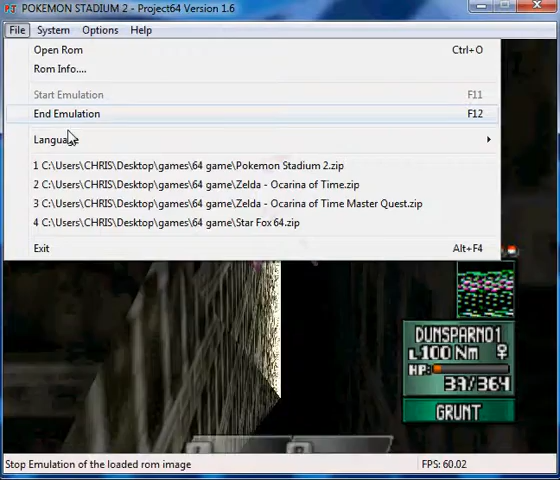 POKEMON STADIUM 2 - Project64 Version 1.6
File System Options Help
Open Rom Ctrl+O
Rom Info....
Start Emulation F11
End Emulation F12
Language
1 C:\Users\CHRIS\Desktop\games\64 game\Pokemon Stadium 2.zip
2 C:\Users\CHRIS\Desktop\games\64 game\Zelda - Ocarina of Time.zip
3 C:\Users\CHRIS\Desktop\games\64 game\Zelda - Ocarina of Time Master Quest.zip
4 C:\Users\CHRIS\Desktop\games\64 game\Star Fox 64.zip
Exit Alt+F4
DUNSPARNO1
L100 Nm ♀
HP:
37/364
GRUNT
Stop Emulation of the loaded rom image FPS: 60.02